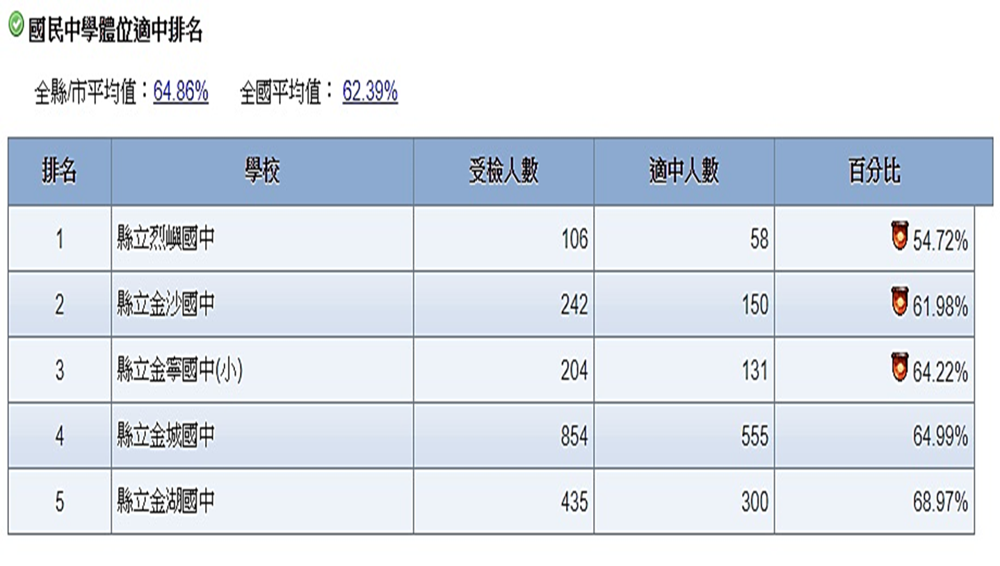 國民中學體位適中排名
全縣/市平均值：64.86% 全國平均值： 62.39%
排名 學校 受檢人數 適中人數 百分比
1 縣立烈嶼國中 106 58 54.72%
2 縣立金沙國中 242 150 61.98%
3 縣立金寧國中(小) 204 131 64.22%
4 縣立金城國中 854 555 64.99%
5 縣立金湖國中 435 300 68.97%